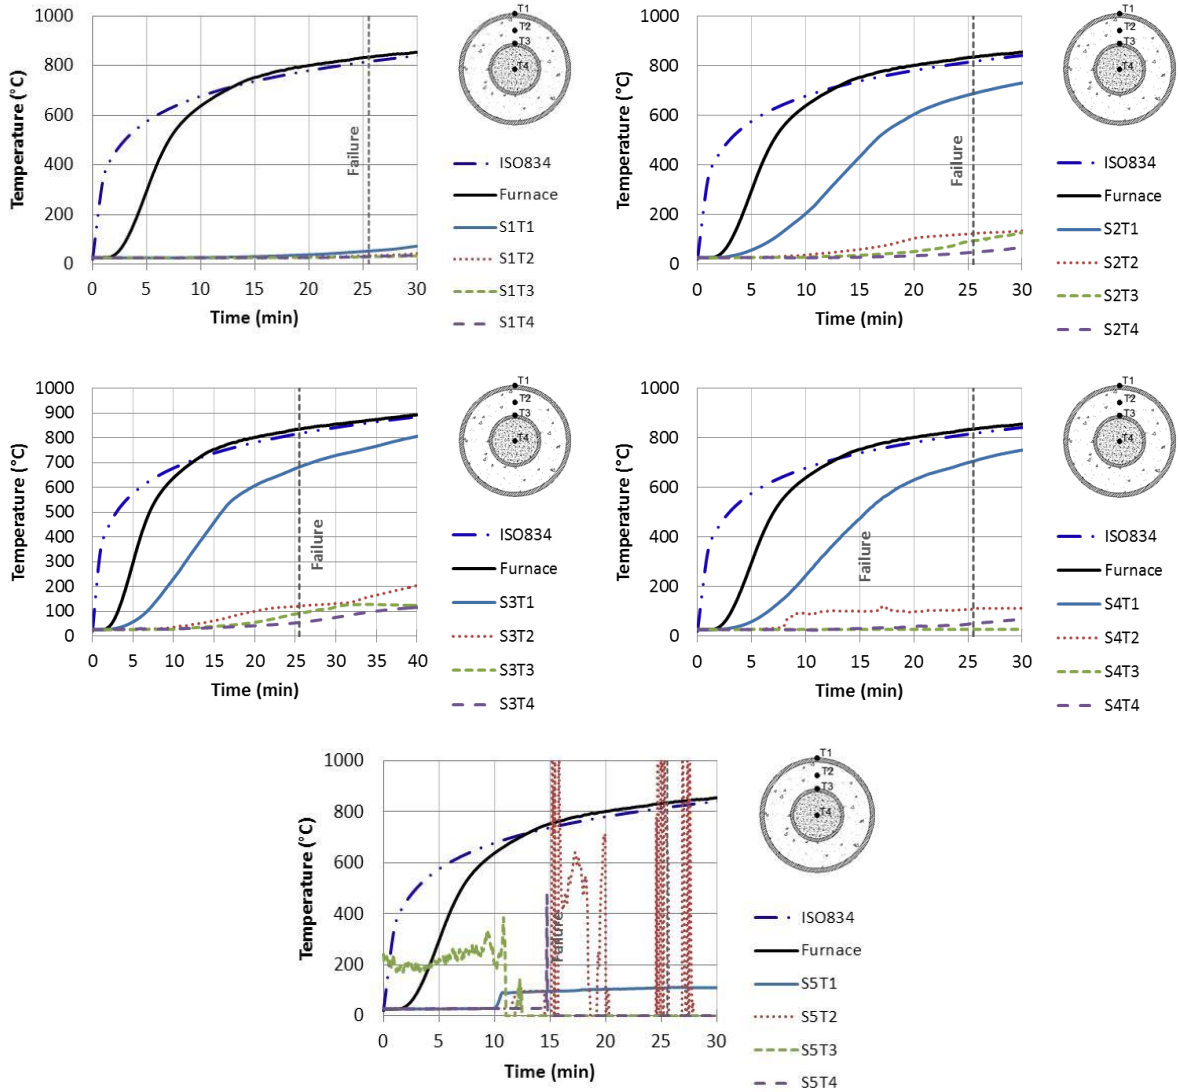 1000
800
600
400
200
0
Temperature (°C)
0 5 10 15 20 25 30
Time (min)
Failure
T1
T2
T3
T4
ISO834
Furnace
S1T1
S1T2
S1T3
S1T4
1000
800
600
400
200
0
Temperature (°C)
0 5 10 15 20 25 30
Time (min)
Failure
T1
T2
T3
T4
ISO834
Furnace
S2T1
S2T2
S2T3
S2T4
1000
900
800
700
600
500
400
300
200
100
0
Temperature (°C)
0 5 10 15 20 25 30 35 40
Time (min)
Failure
T1
T2
T3
T4
ISO834
Furnace
S3T1
S3T2
S3T3
S3T4
1000
800
600
400
200
0
Temperature (°C)
0 5 10 15 20 25 30
Time (min)
Failure
T1
T2
T3
T4
ISO834
Furnace
S4T1
S4T2
S4T3
S4T4
1000
800
600
400
200
0
Temperature (°C)
0 5 10 15 20 25 30
Time (min)
Failure
T1
T2
T3
T4
ISO834
Furnace
S5T1
S5T2
S5T3
S5T4